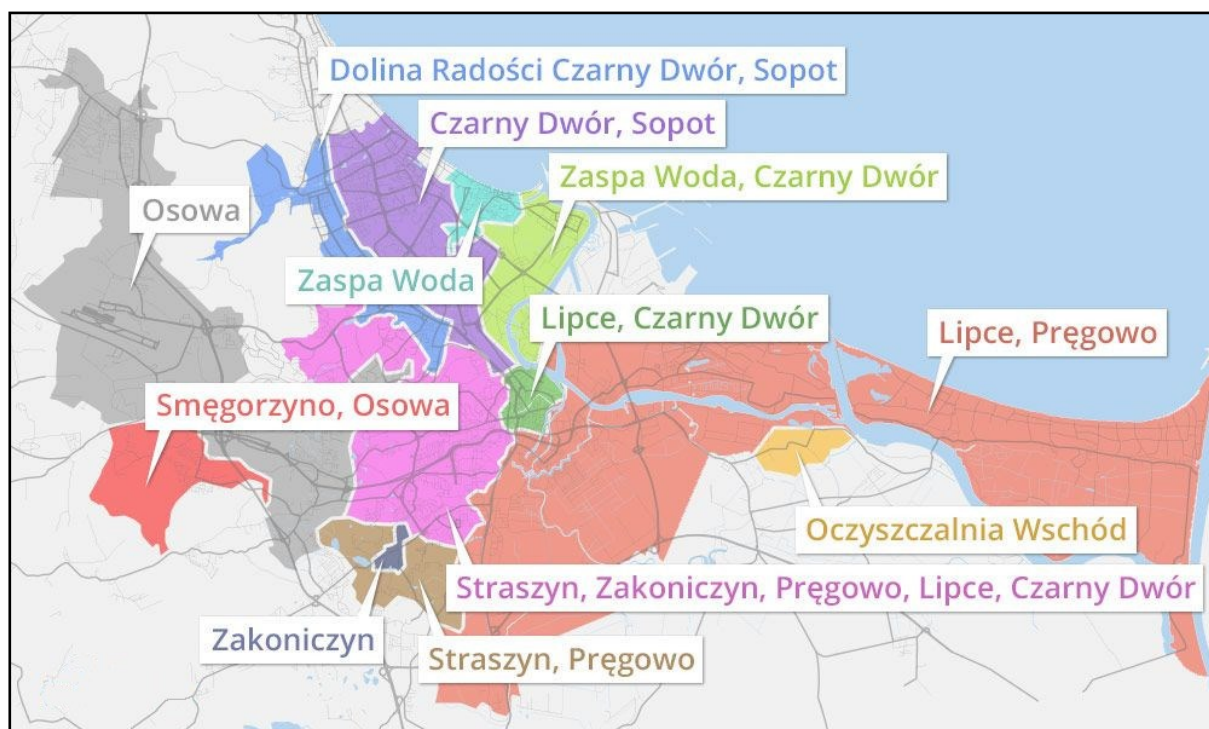 Dolina Radości Czarny Dwór, Sopot
Czarny Dwór, Sopot
Zaspa Woda, Czarny Dwór
Osowa
Zaspa Woda
Lipce, Czarny Dwór
Lipce, Pręgowo
Smęgorzyno, Osowa
Oczyszczalnia Wschód
Straszyn, Zakoniczyn, Pręgowo, Lipce, Czarny Dwór
Zakoniczyn
Straszyn, Pręgowo